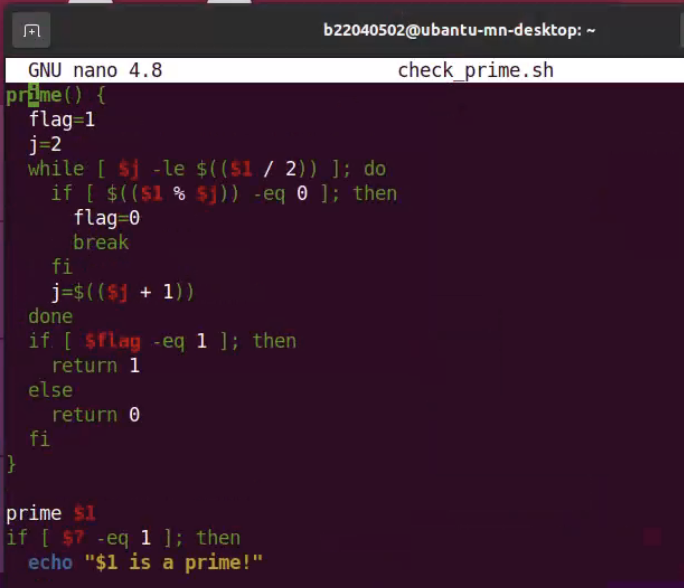 b22040502@ubantu-mn-desktop: ~
GNU nano 4.8 check_prime.sh
prime() {
  flag=1
  j=2
  while [ $j -le $(($1 / 2)) ]; do
    if [ $(($1 % $j)) -eq 0 ]; then
      flag=0
      break
    fi
    j=$(($j + 1))
  done
  if [ $flag -eq 1 ]; then
    return 1
  else
    return 0
  fi
}

prime $1
if [ $? -eq 1 ]; then
  echo "$1 is a prime!"